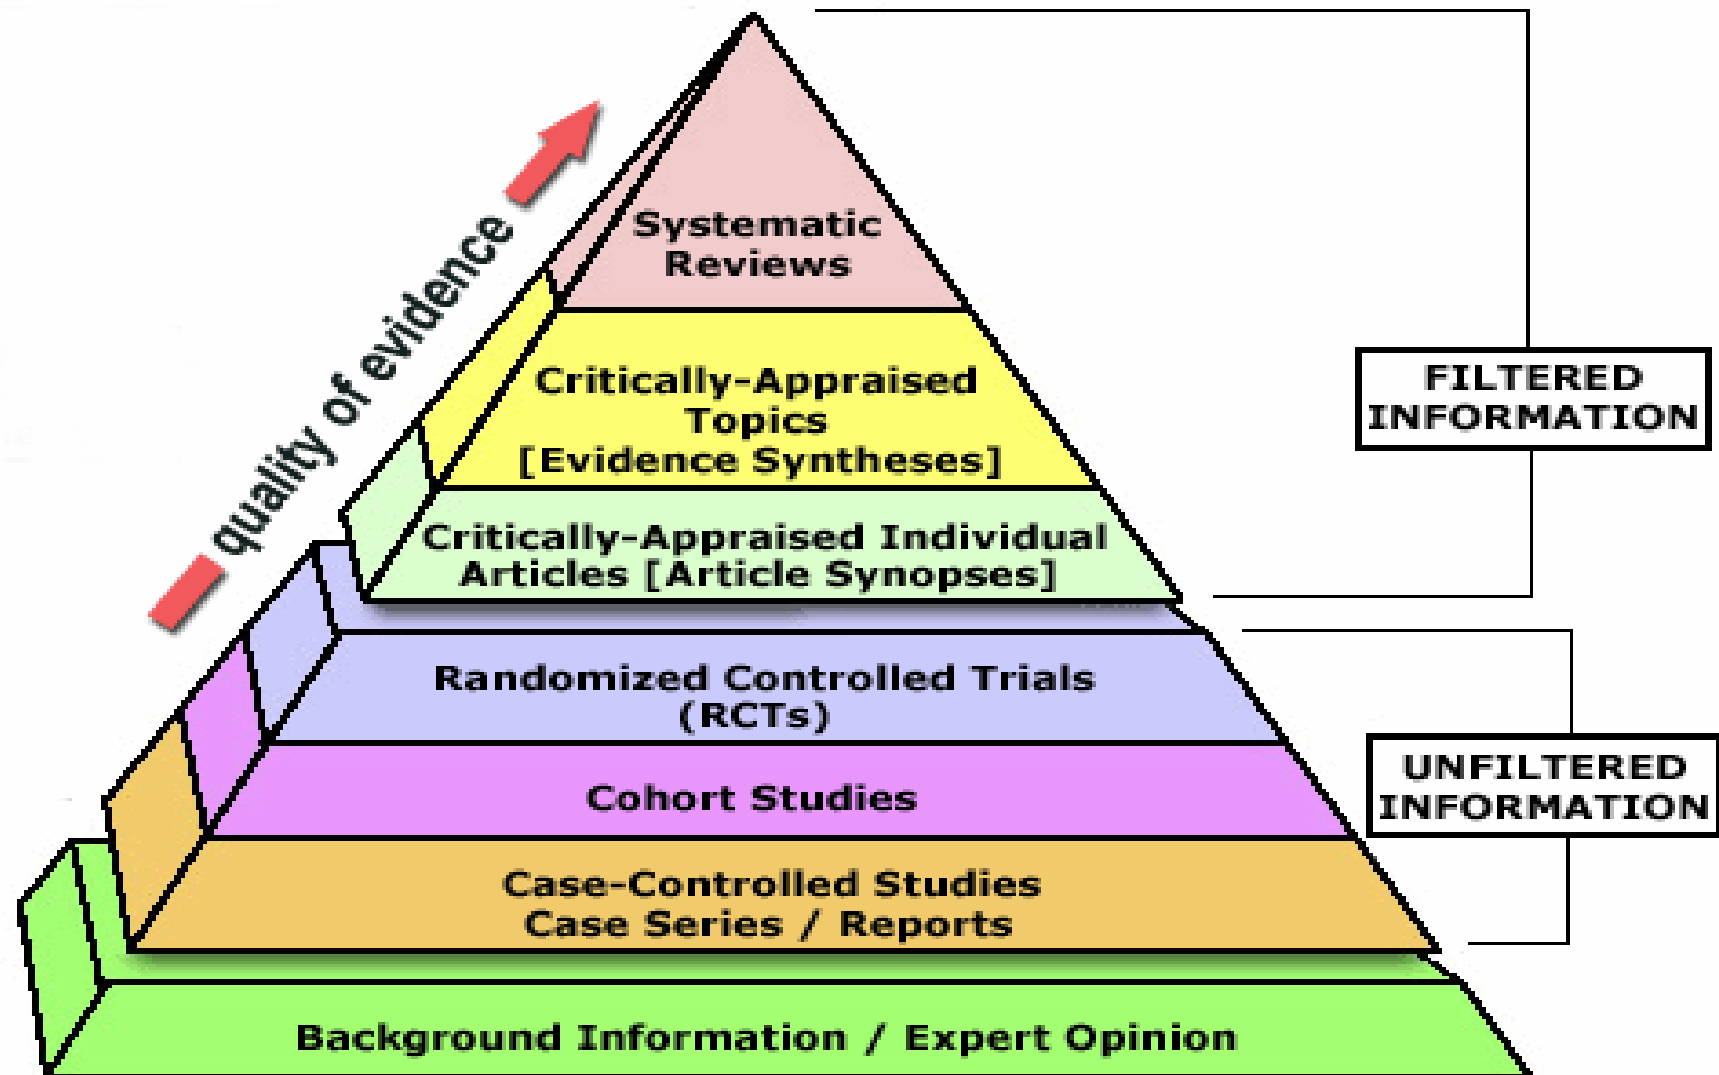 quality of evidence
Systematic
Reviews
Critically-Appraised
Topics
[Evidence Syntheses]
Critically-Appraised Individual
Articles [Article Synopses]
FILTERED
INFORMATION
Randomized Controlled Trials
(RCTs)
Cohort Studies
Case-Controlled Studies
Case Series / Reports
UNFILTERED
INFORMATION
Background Information / Expert Opinion